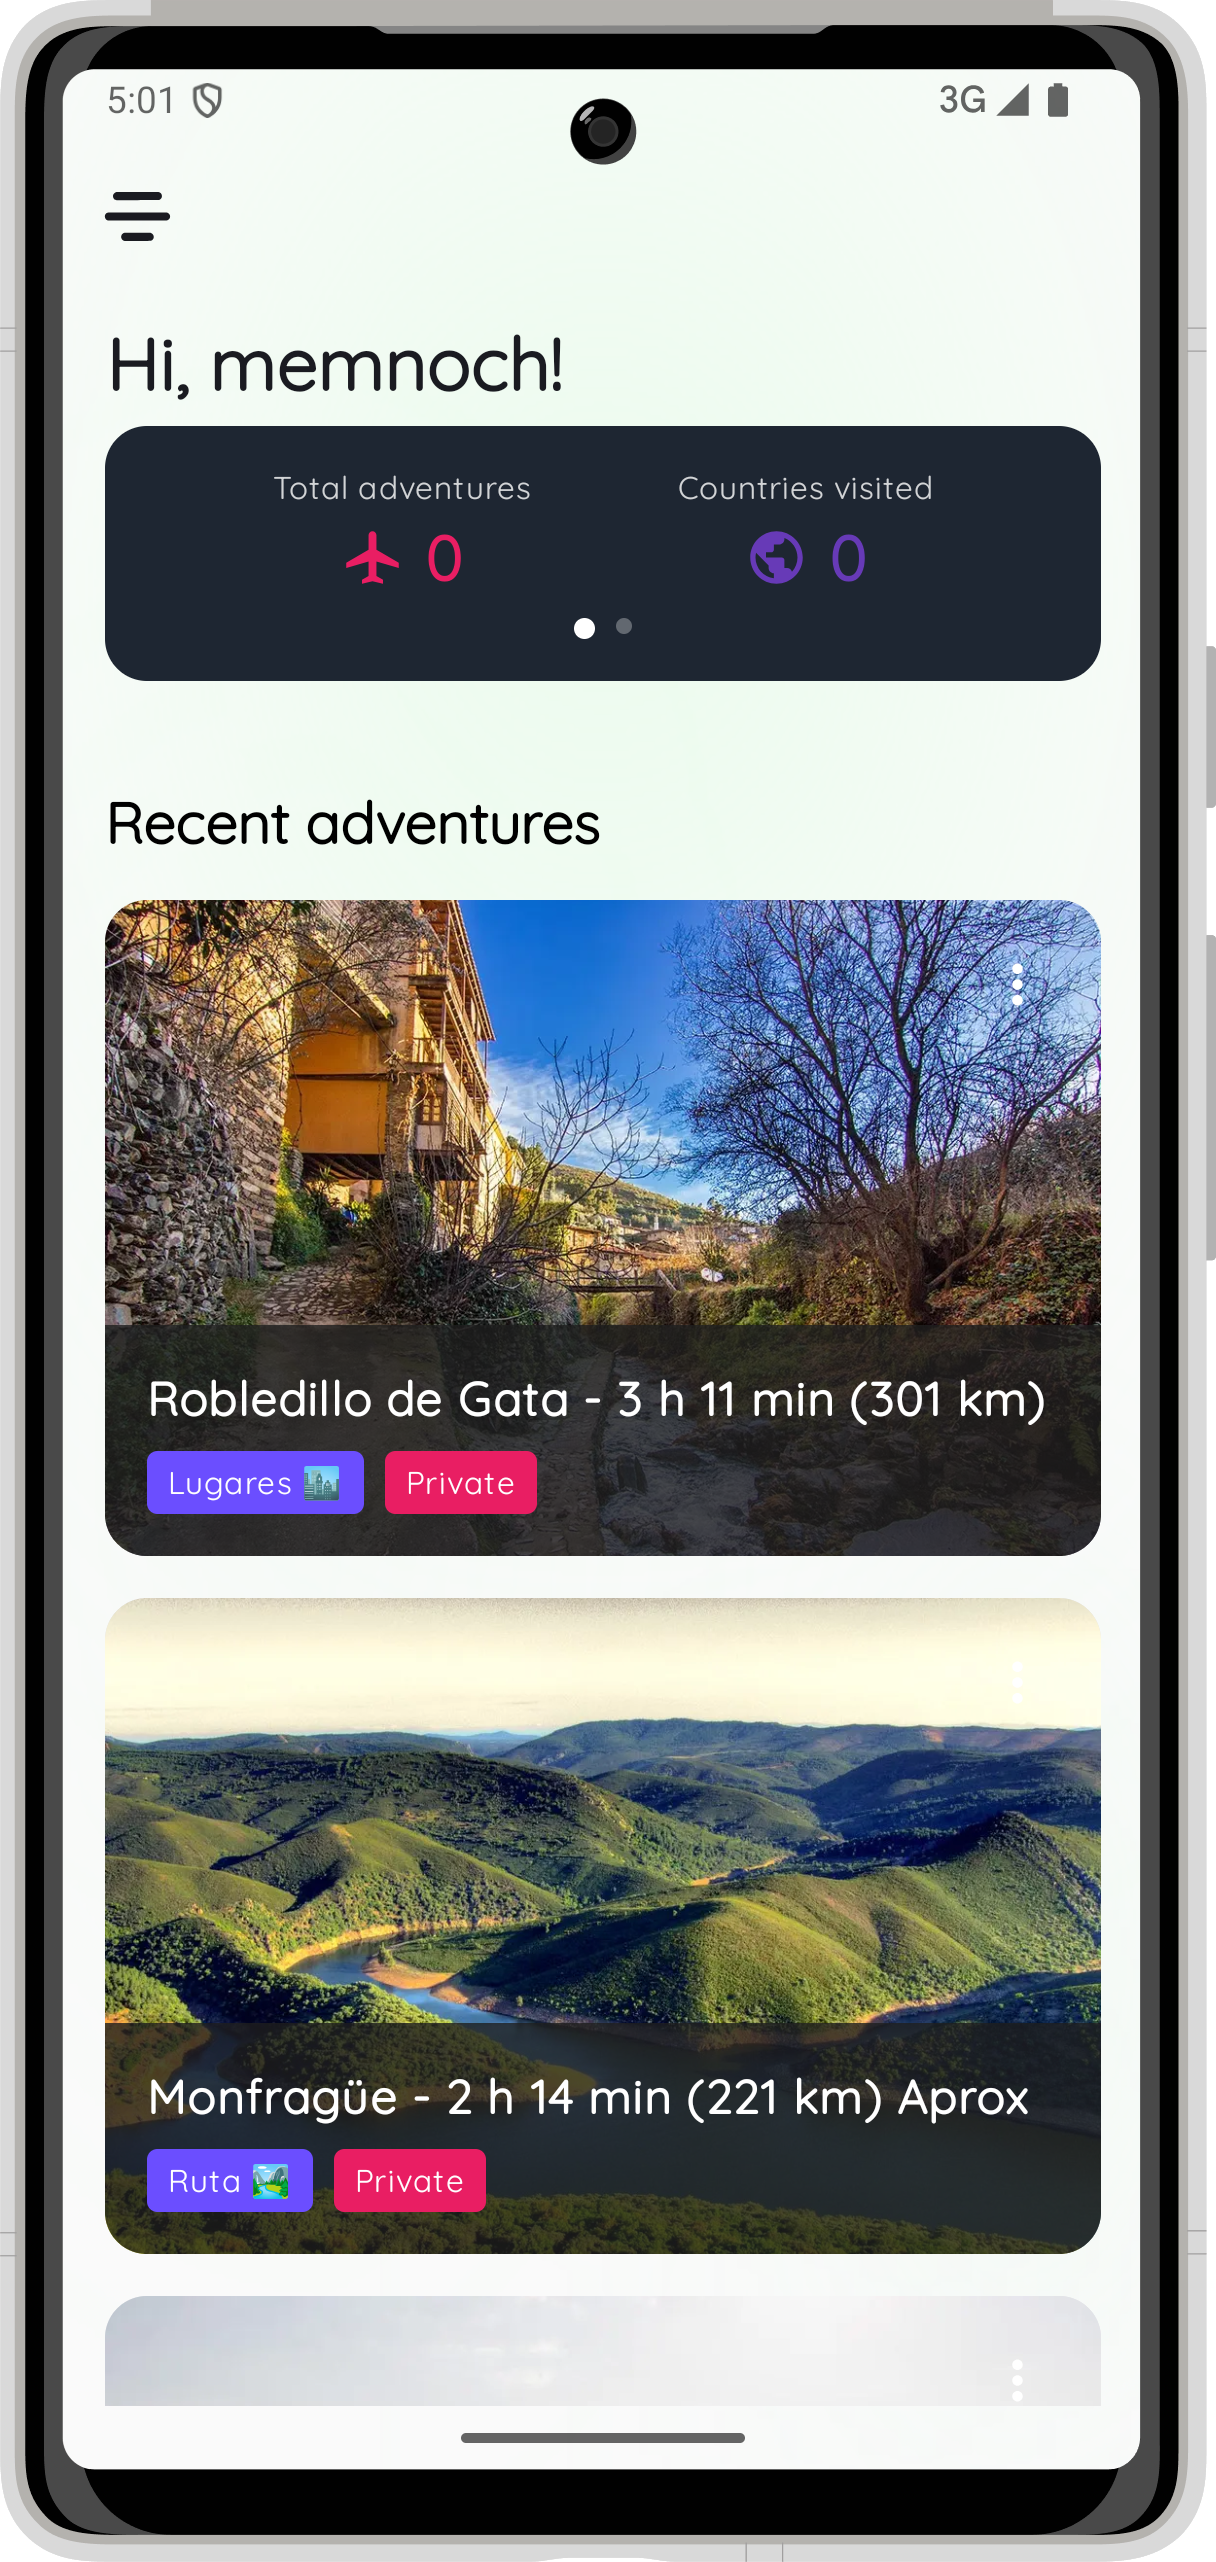 5:01 3G
Hi, memnoch!
Total adventures Countries visited
0 0
Recent adventures
Robledillo de Gata - 3 h 11 min (301 km)
Lugares 🏙️ Private
Monfragüe - 2 h 14 min (221 km) Aprox
Ruta 🏞️ Private